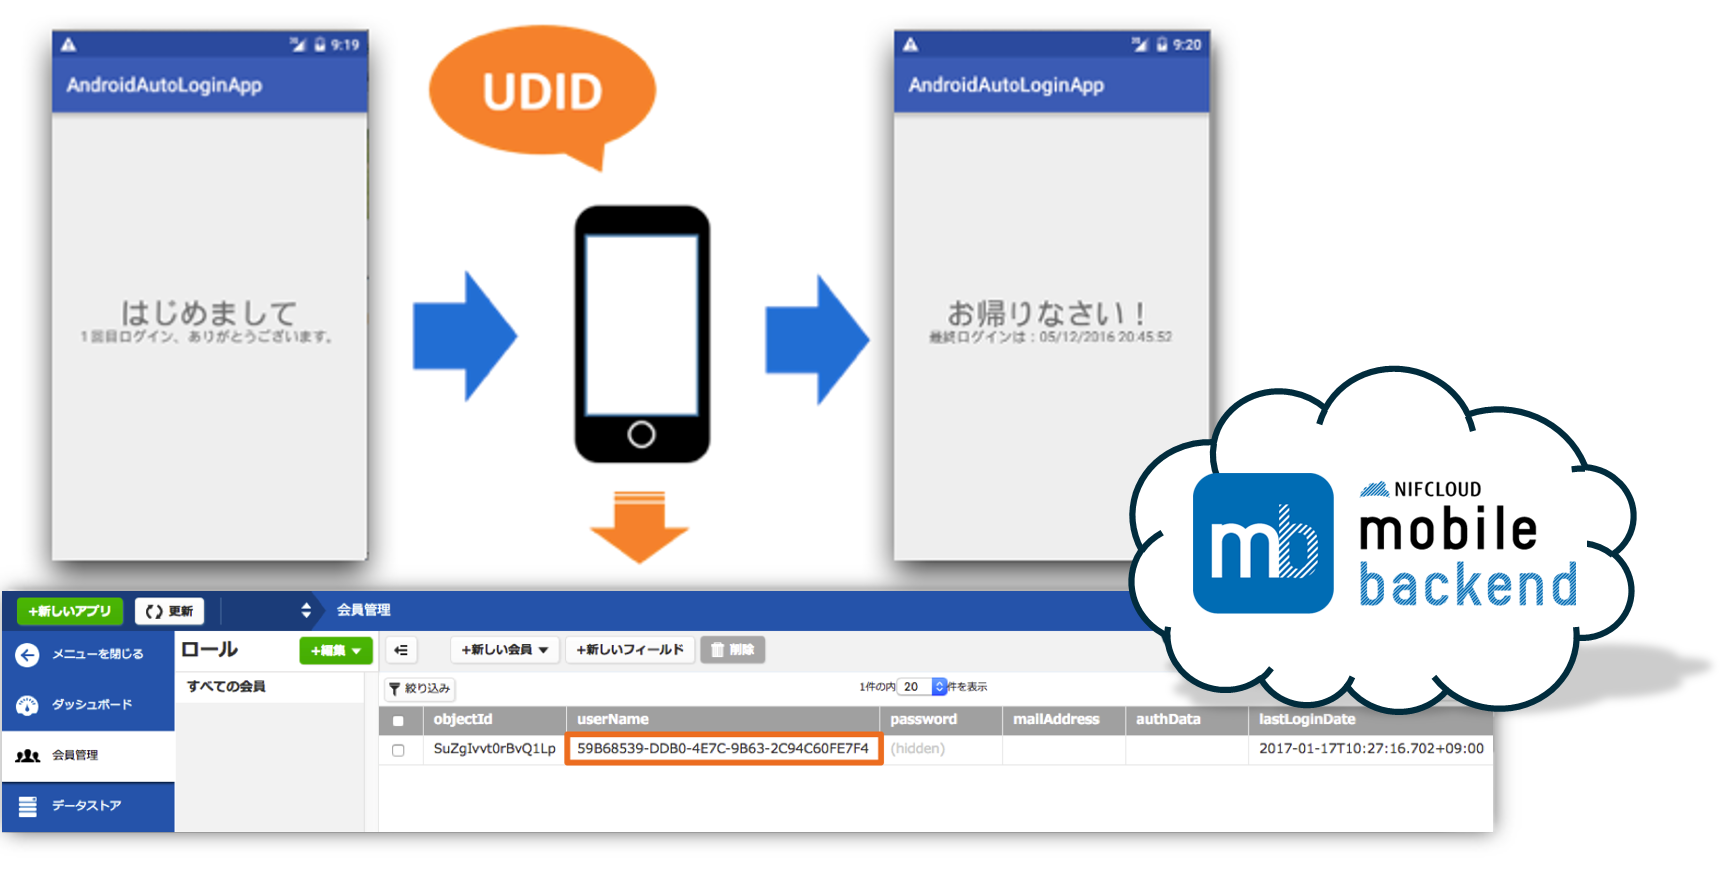 9:19
AndroidAutoLoginApp
はじめまして
1回目ログイン、ありがとうございます。
UDID
9:20
AndroidAutoLoginApp
お帰りなさい！
最終ログインは：05/12/2016 20:45:52
NIFCLOUD
mb
mobile
backend
+新しいアプリ 更新 会員管理
メニューを閉じる
ダッシュボード
会員管理
データストア
ロール +編集
すべての会員
+新しい会員 +新しいフィールド 削除
絞り込み 1件の内 20 件を表示
objectId userName password mailAddress authData lastLoginDate
SuZgIvvt0rBvQ1Lp 59B68539-DDB0-4E7C-9B63-2C94C60FE7F4 (hidden) 2017-01-17T10:27:16.702+09:00